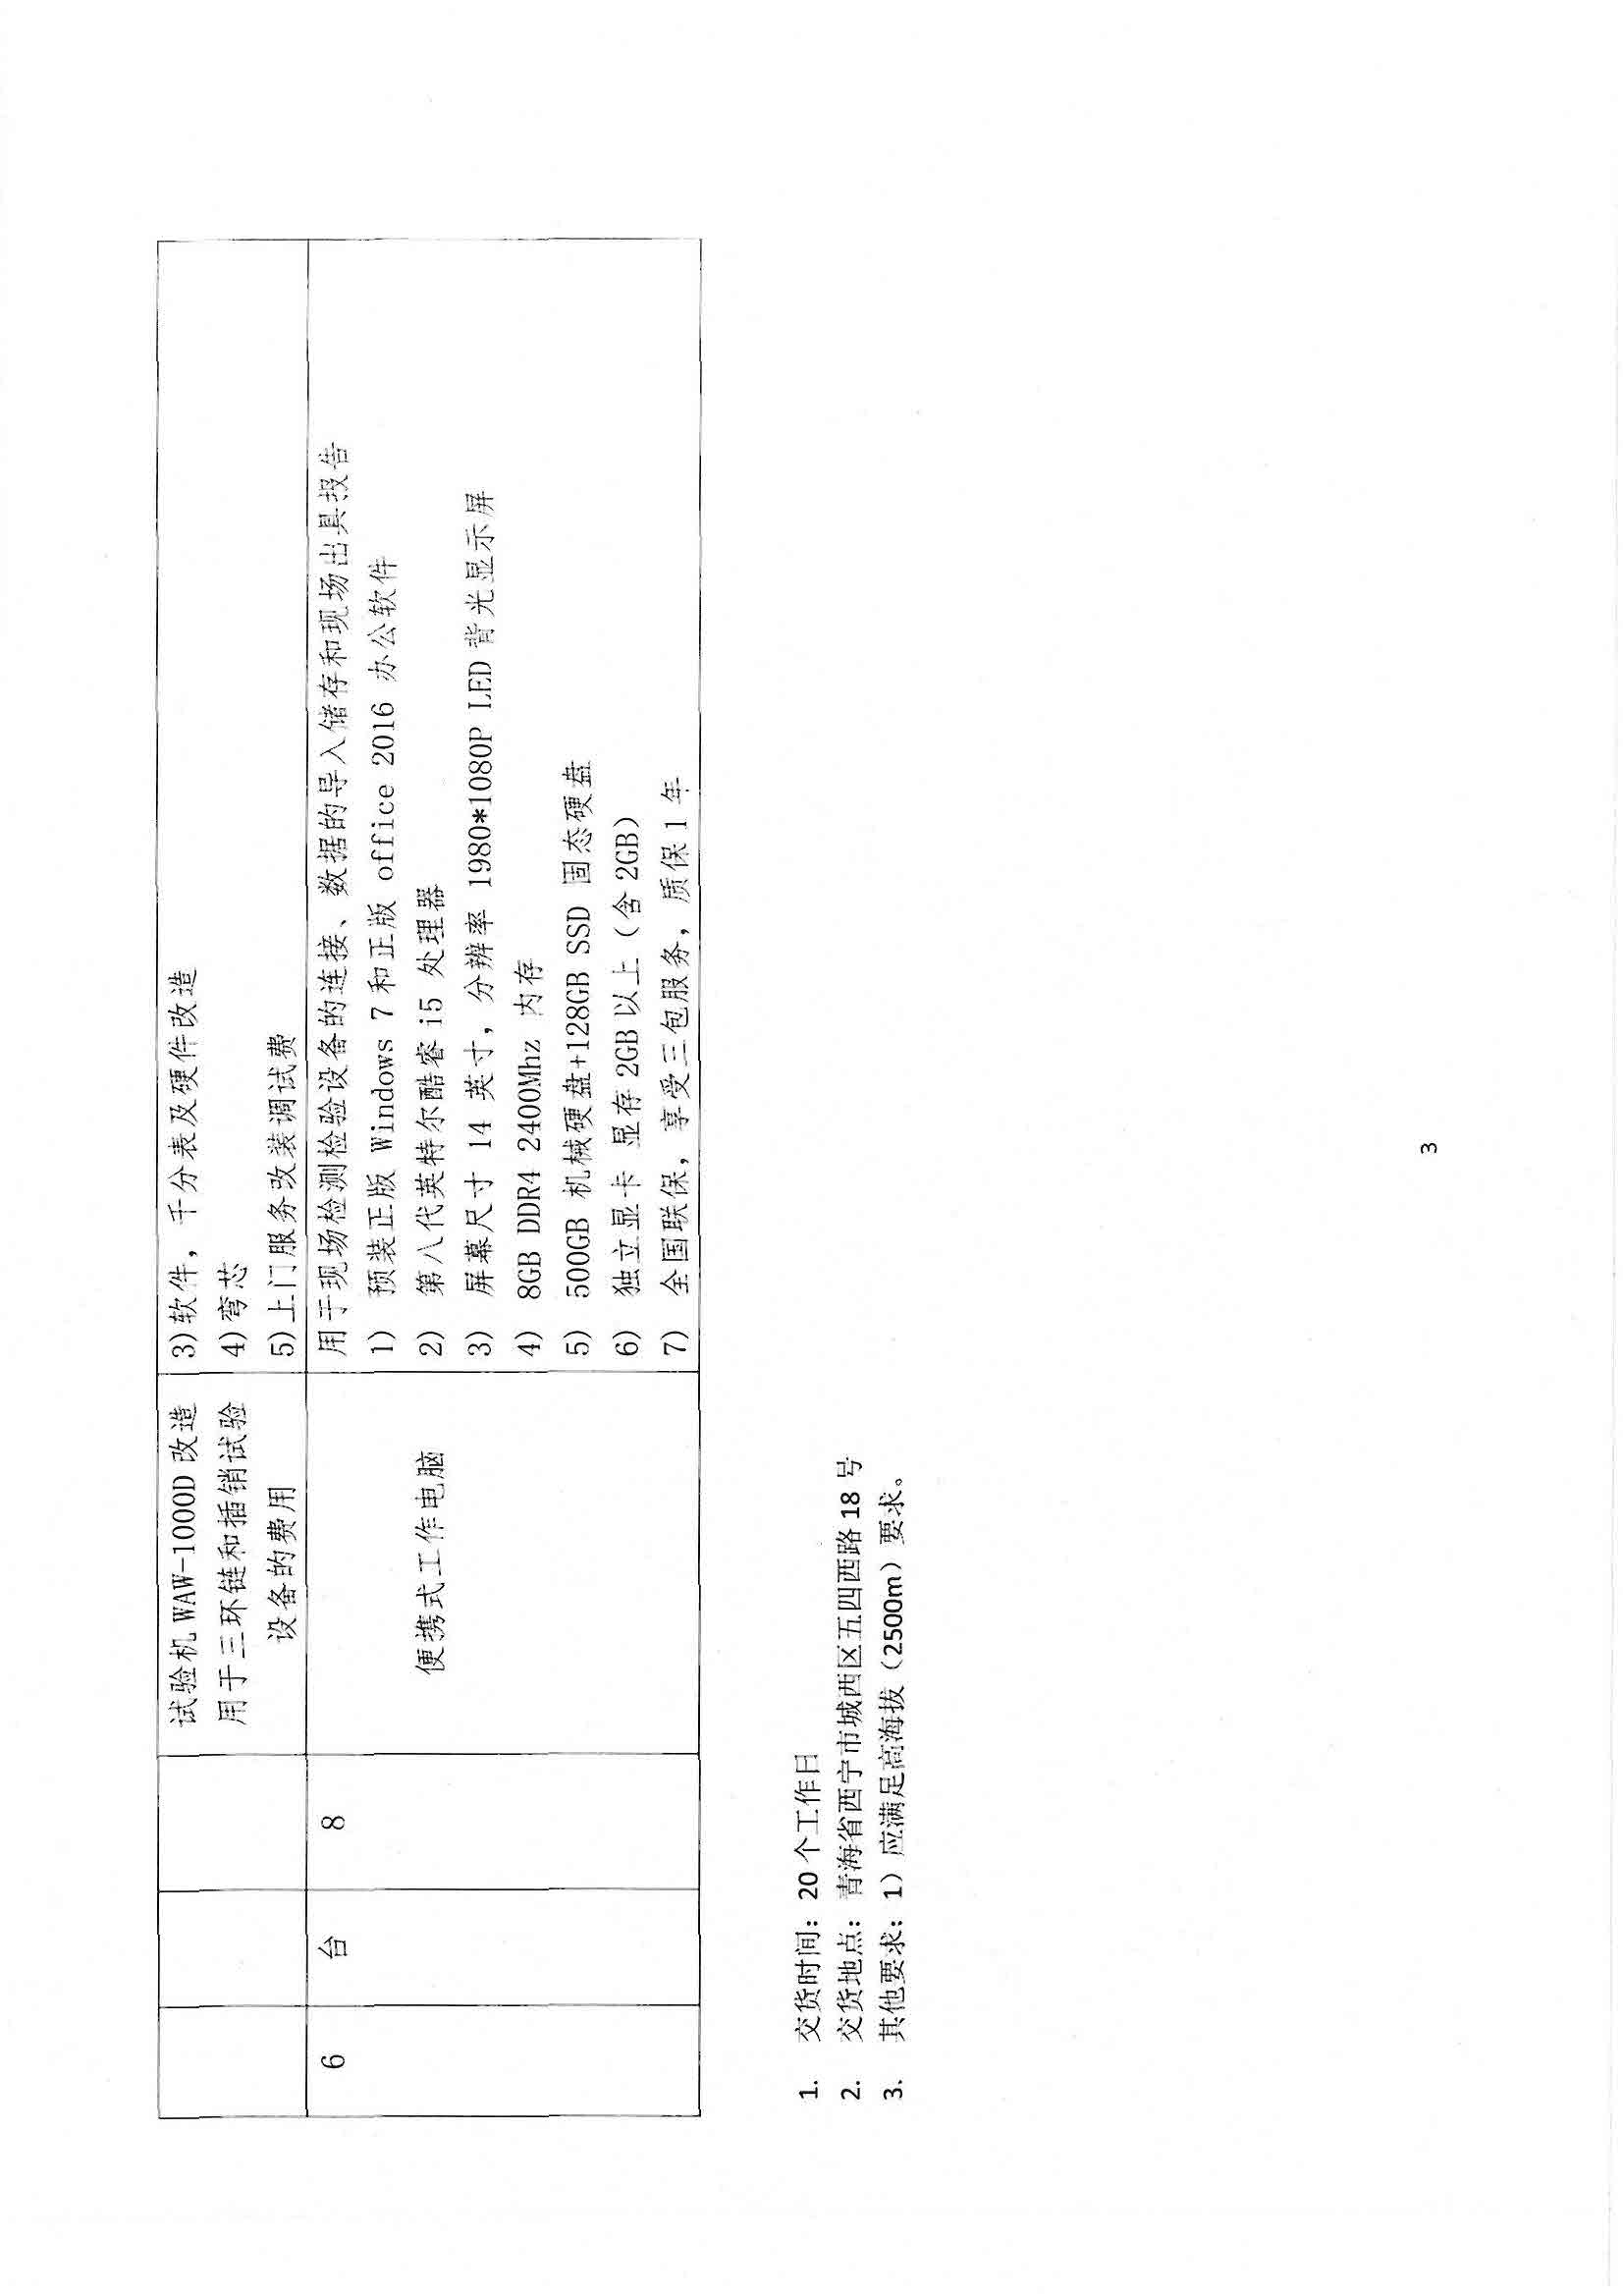 试验机 WAW-1000D 改造
用于三环链和插销试验
设备的费用
3)软件，千分表及硬件改造
4)弯芯
5)上门服务改装调试费
6
台
8
便携式工作电脑
用于现场检测检验设备的连接、数据的导入储存和现场出具报告
1) 预装正版 Windows 7 和正版 office 2016 办公软件
2) 第八代英特尔酷睿 i5 处理器
3) 屏幕尺寸 14 英寸，分辨率 1980*1080P LED 背光显示屏
4) 8GB DDR4 2400Mhz 内存
5) 500GB 机械硬盘+128GB SSD 固态硬盘
6) 独立显卡 显存 2GB 以上（含 2GB）
7) 全国联保，享受三包服务，质保 1 年
1. 交货时间：20 个工作日
2. 交货地点：青海省西宁市城西区五四西路 18 号
3. 其他要求：1）应满足高海拔（2500m）要求。
3